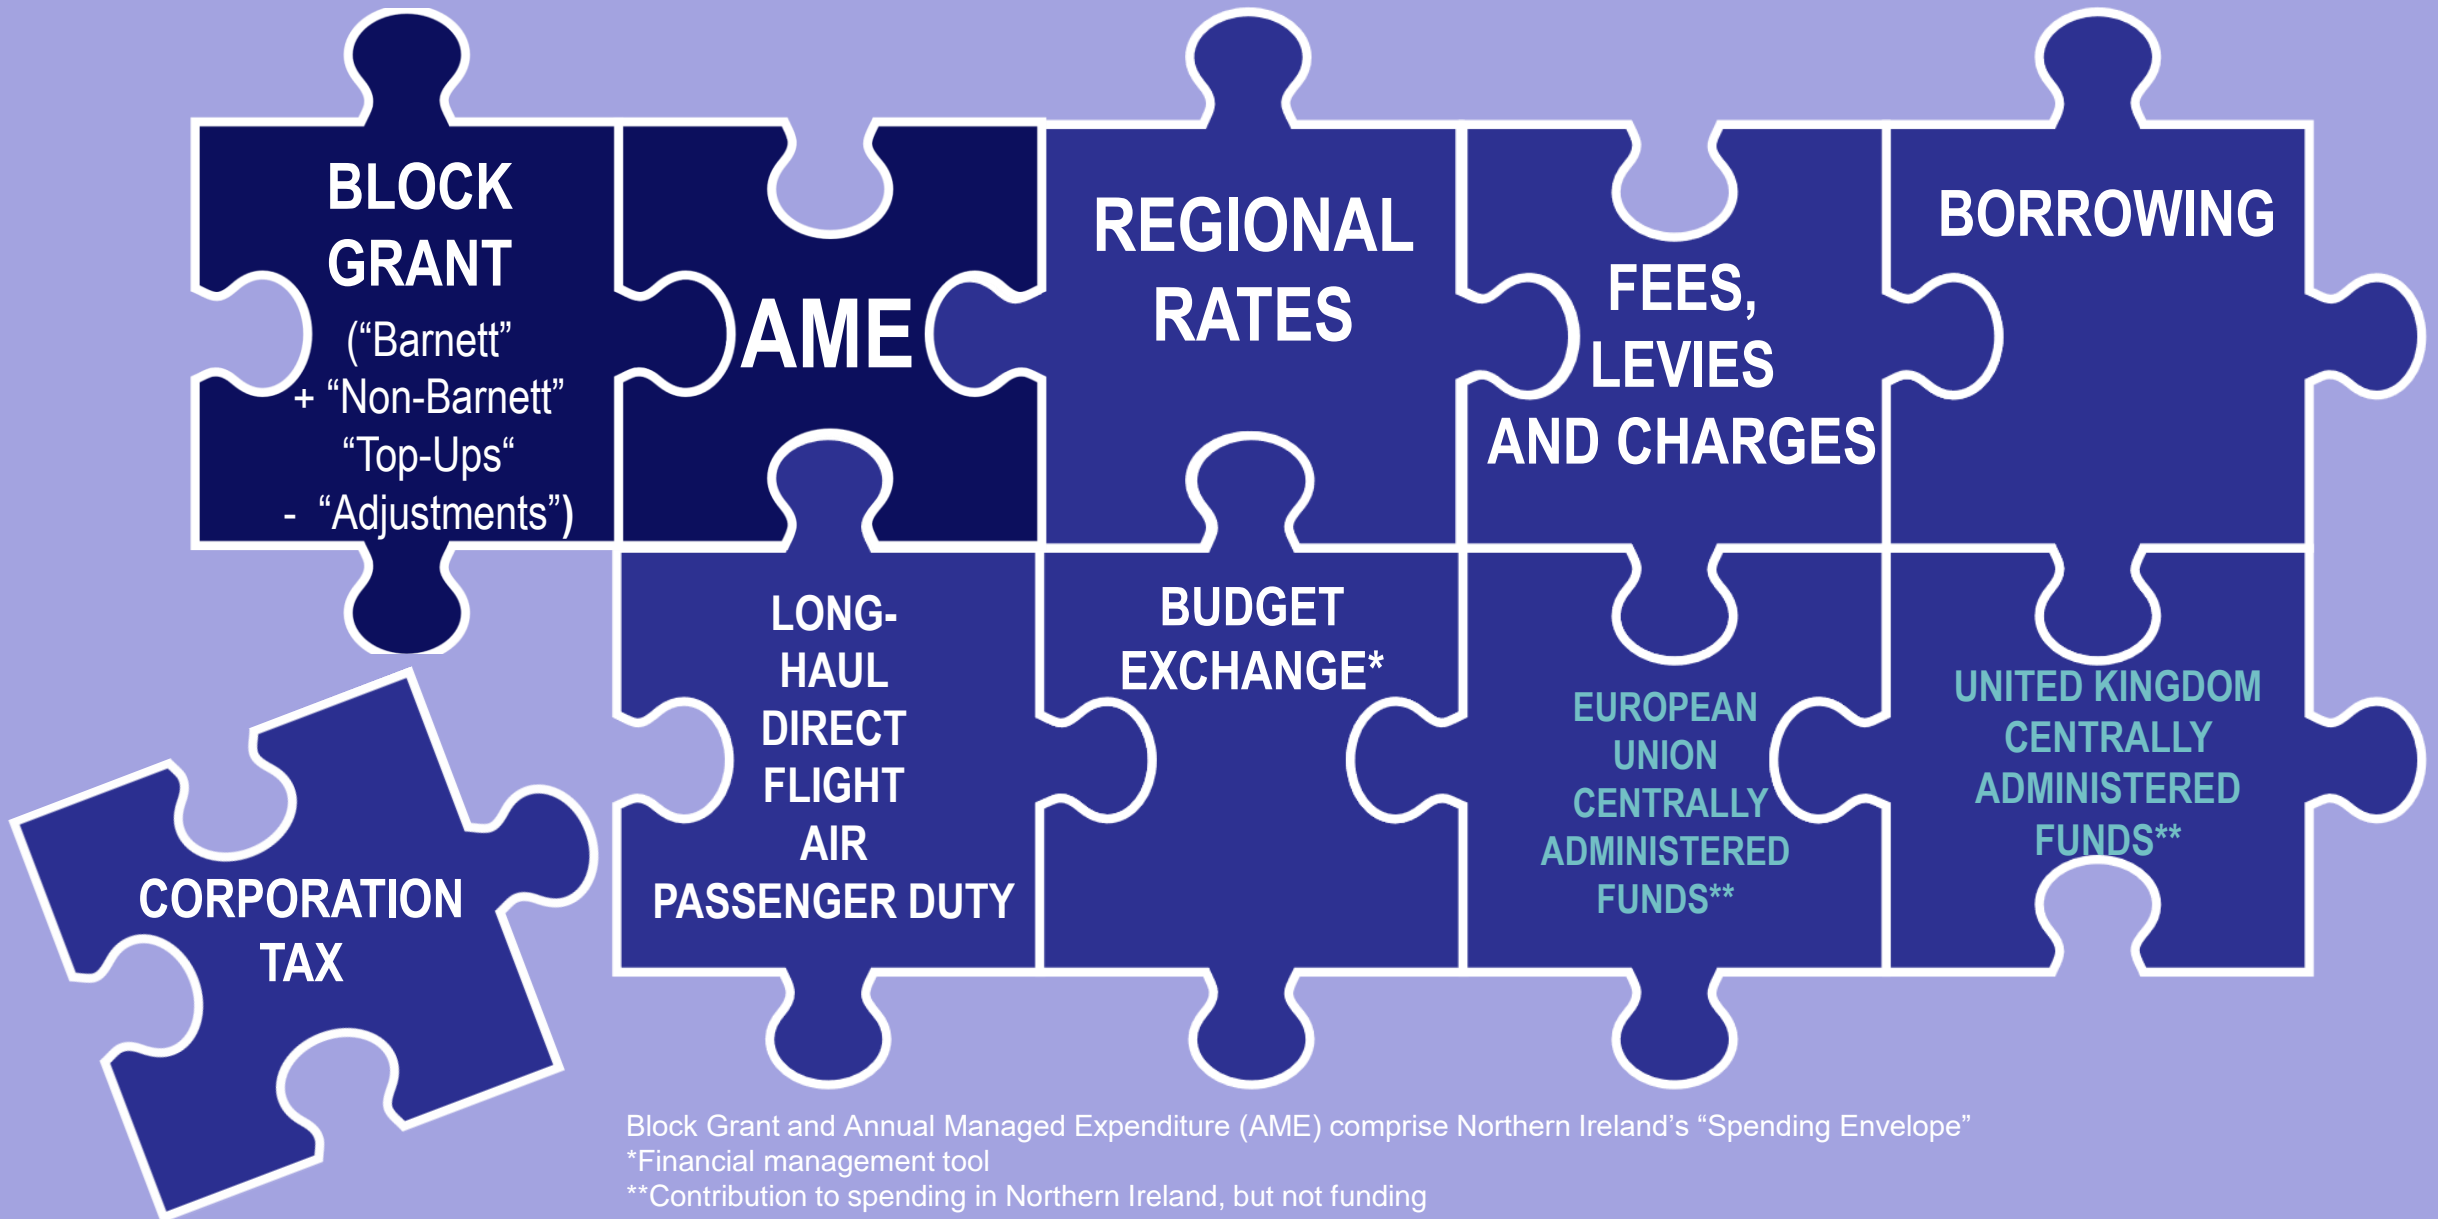 BLOCK
GRANT
(“Barnett”
+ “Non-Barnett”
“Top-Ups“
- “Adjustments”)
AME
REGIONAL
RATES
FEES,
LEVIES
AND CHARGES
BORROWING
CORPORATION
TAX
LONG-
HAUL
DIRECT
FLIGHT
AIR
PASSENGER DUTY
BUDGET
EXCHANGE*
EUROPEAN
UNION
CENTRALLY
ADMINISTERED
FUNDS**
UNITED KINGDOM
CENTRALLY
ADMINISTERED
FUNDS**
Block Grant and Annual Managed Expenditure (AME) comprise Northern Ireland’s “Spending Envelope”
*Financial management tool
**Contribution to spending in Northern Ireland, but not funding